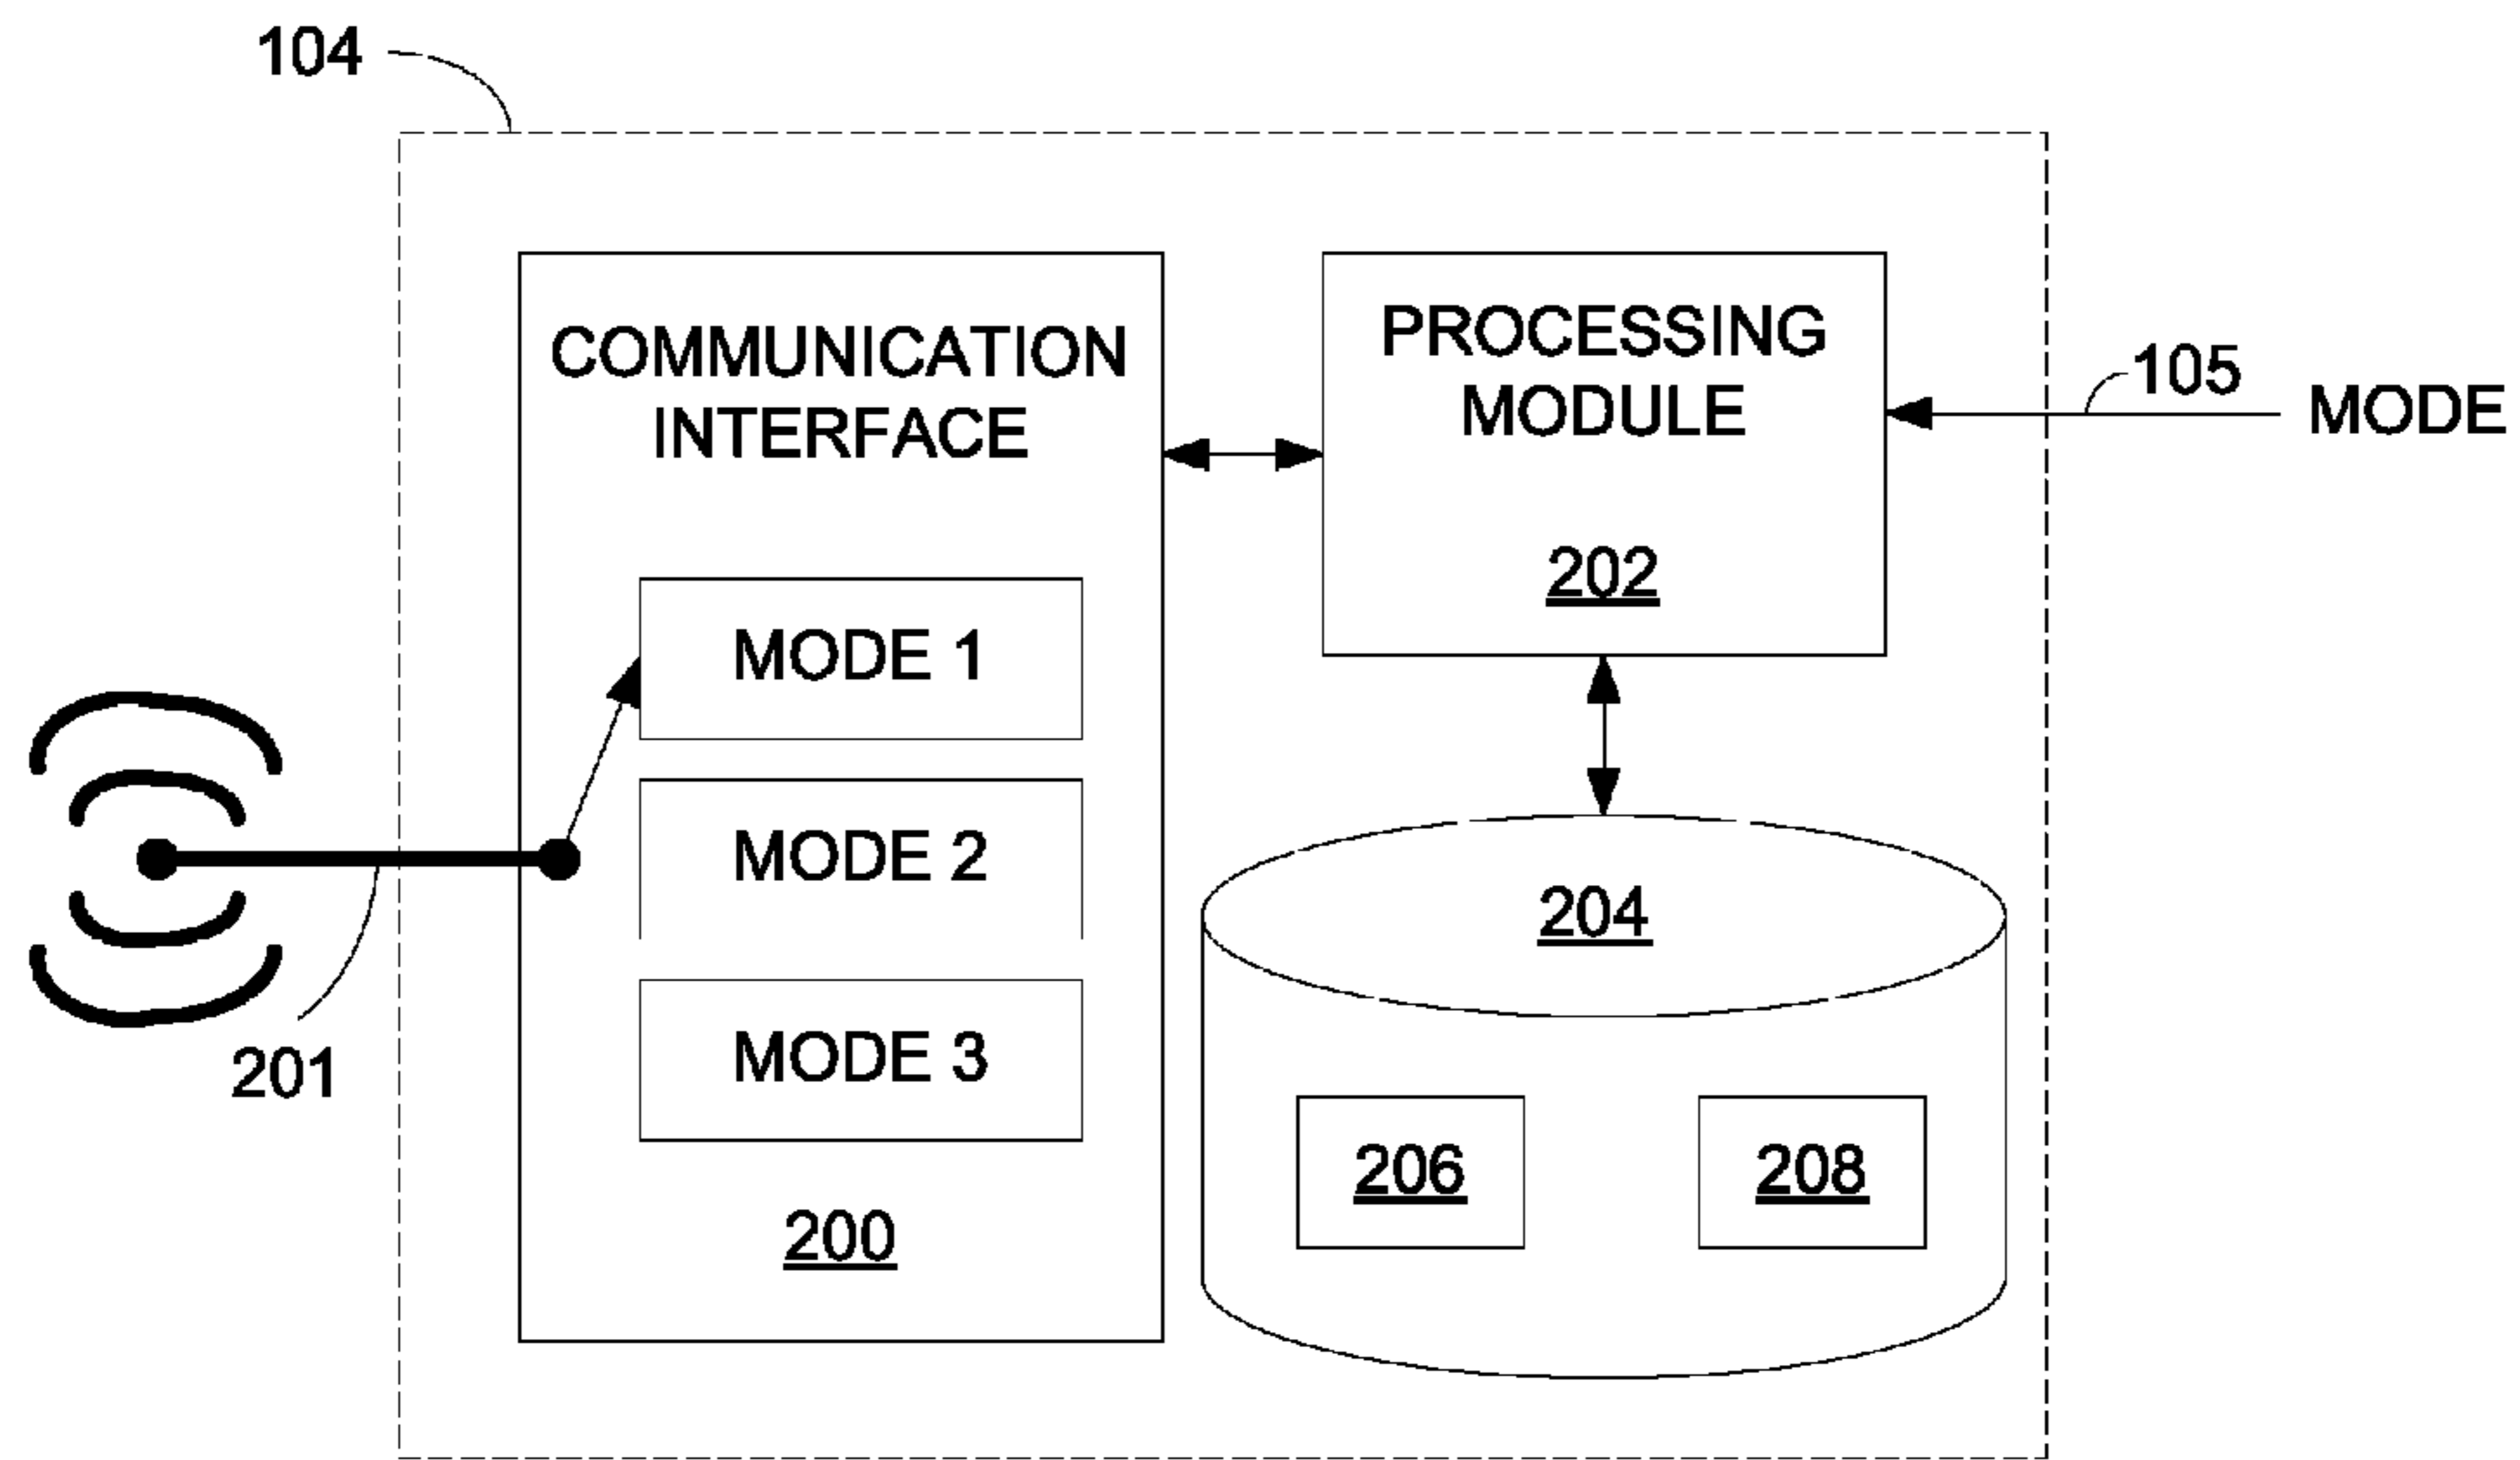 104
COMMUNICATION
INTERFACE
PROCESSING
MODULE
202
105
MODE
MODE 1
MODE 2
MODE 3
200
201
204
206
208